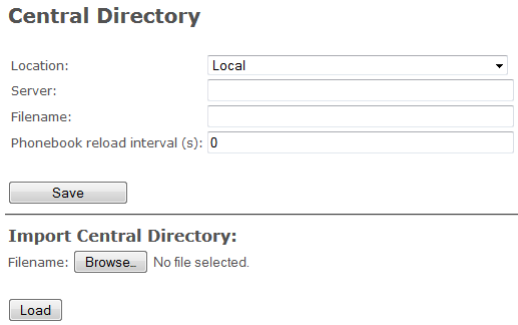 Central Directory
Location: Local
Server:
Filename:
Phonebook reload interval (s): 0
Save
Import Central Directory:
Filename: Browse... No file selected.
Load